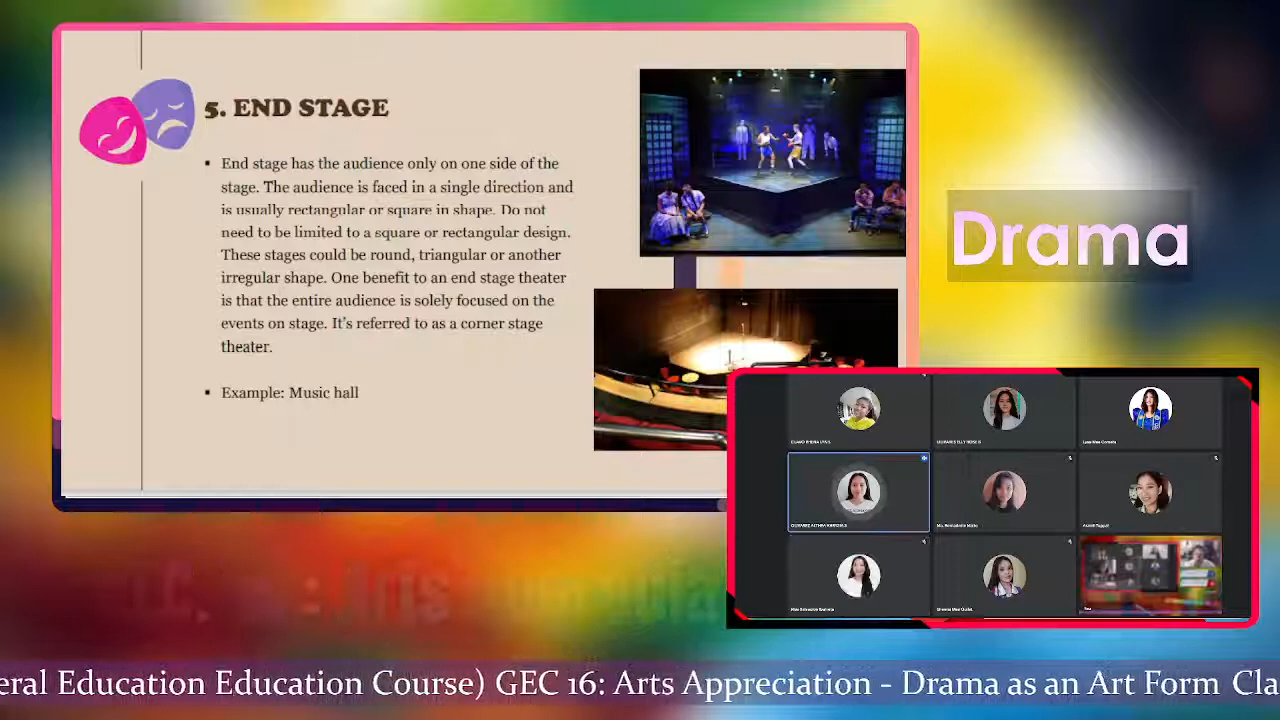 5. END STAGE
▪ End stage has the audience only on one side of the
stage. The audience is faced in a single direction and
is usually rectangular or square in shape. Do not
need to be limited to a square or rectangular design.
These stages could be round, triangular or another
irregular shape. One benefit to an end stage theater
is that the entire audience is solely focused on the
events on stage. It's referred to as a corner stage
theater.
▪ Example: Music hall
Drama
eral Education Education Course) GEC 16: Arts Appreciation - Drama as an Art Form Cla